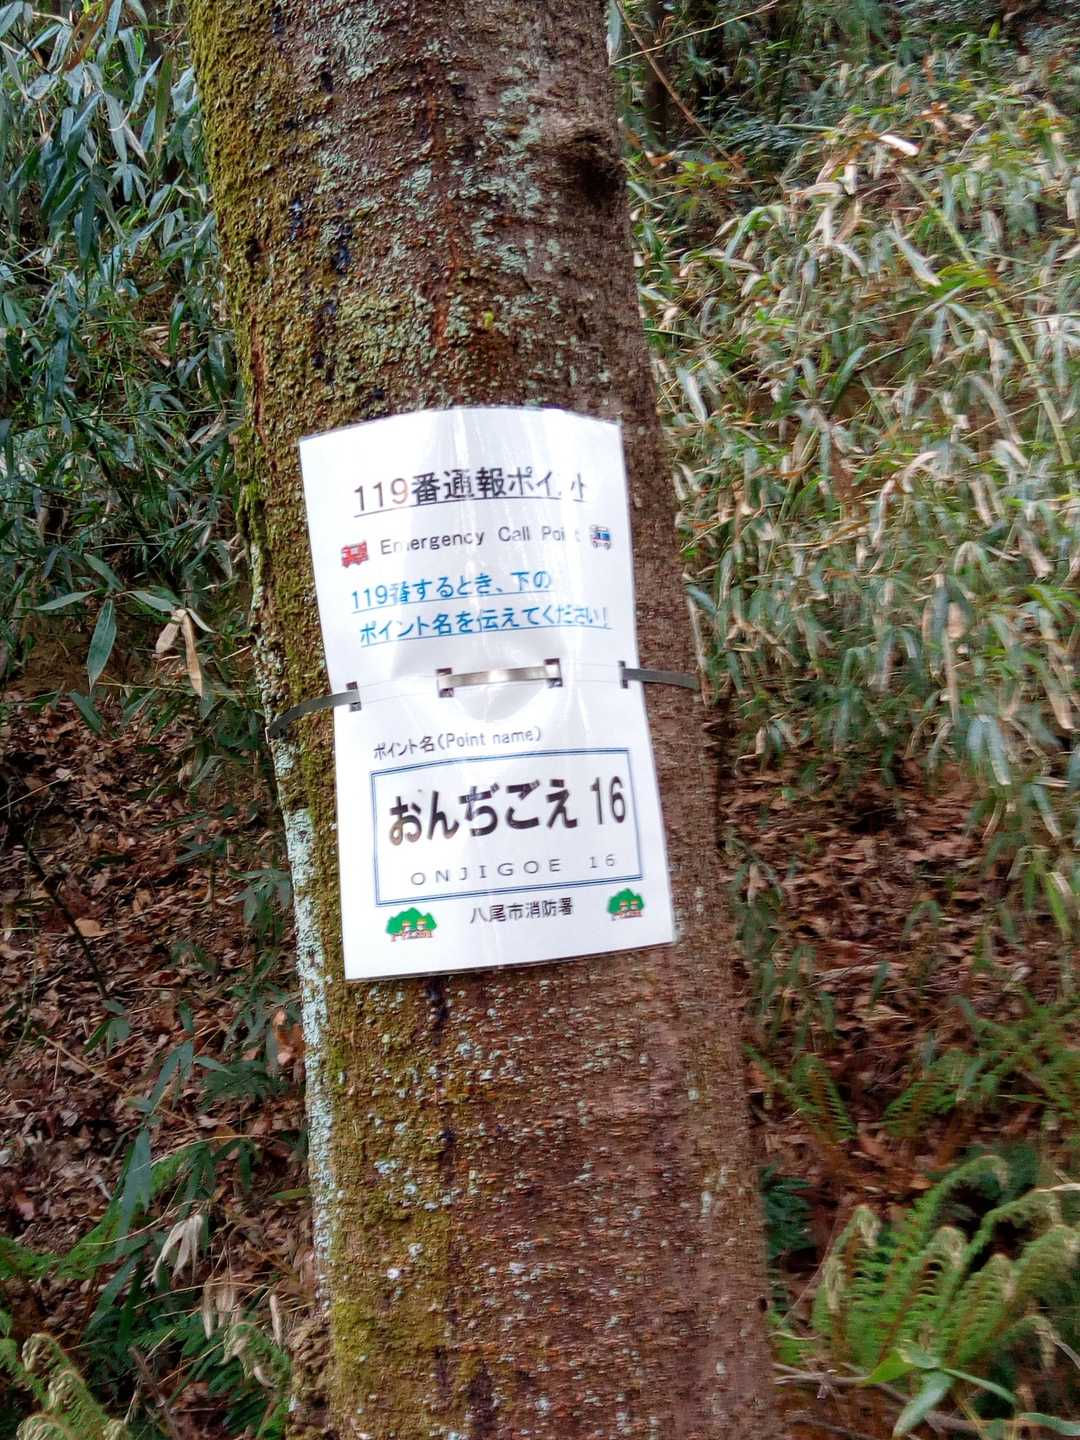 119番通報ポイント
Emergency Call Point
119番するとき、下の
ポイント名を伝えてください!
ポイント名(Point name)
おんぢごえ 16
ONJIGOE 16
八尾市消防署